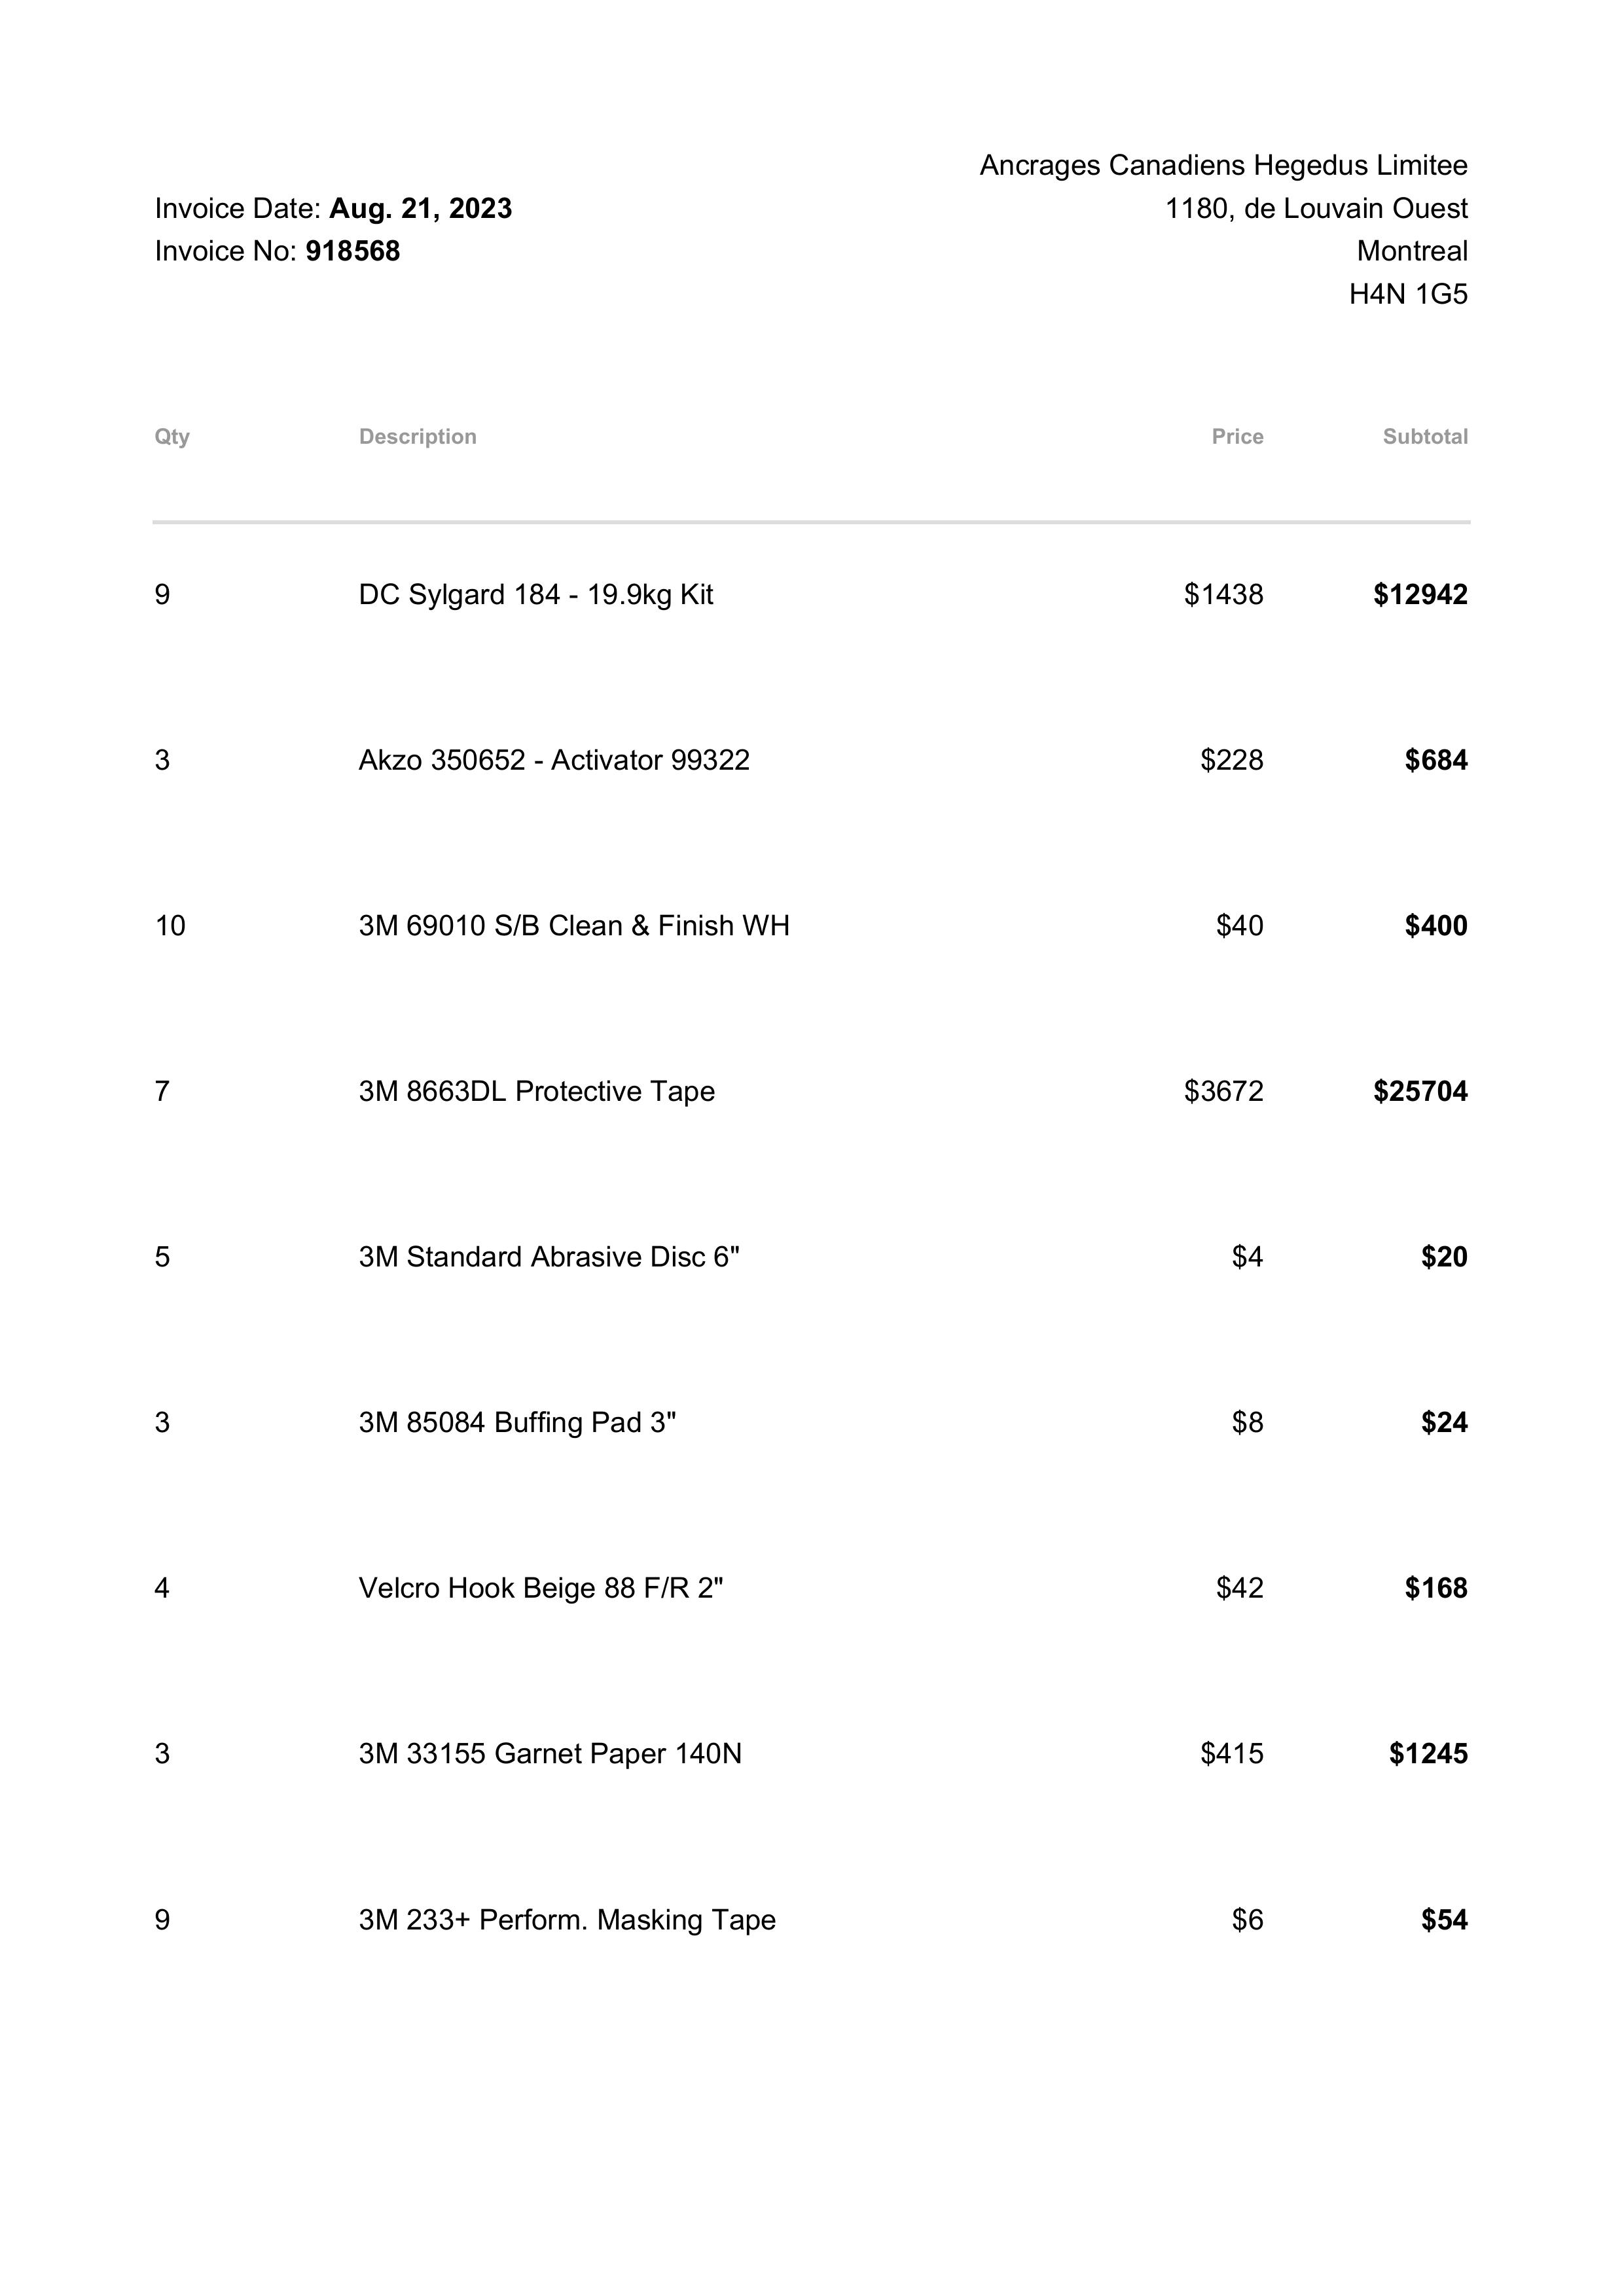 Ancrages Canadiens Hegedus Limitee
Invoice Date: Aug. 21, 2023 1180, de Louvain Ouest
Invoice No: 918568 Montreal
H4N 1G5
Qty Description Price Subtotal
9 DC Sylgard 184 - 19.9kg Kit $1438 $12942
3 Akzo 350652 - Activator 99322 $228 $684
10 3M 69010 S/B Clean & Finish WH $40 $400
7 3M 8663DL Protective Tape $3672 $25704
5 3M Standard Abrasive Disc 6" $4 $20
3 3M 85084 Buffing Pad 3" $8 $24
4 Velcro Hook Beige 88 F/R 2" $42 $168
3 3M 33155 Garnet Paper 140N $415 $1245
9 3M 233+ Perform. Masking Tape $6 $54